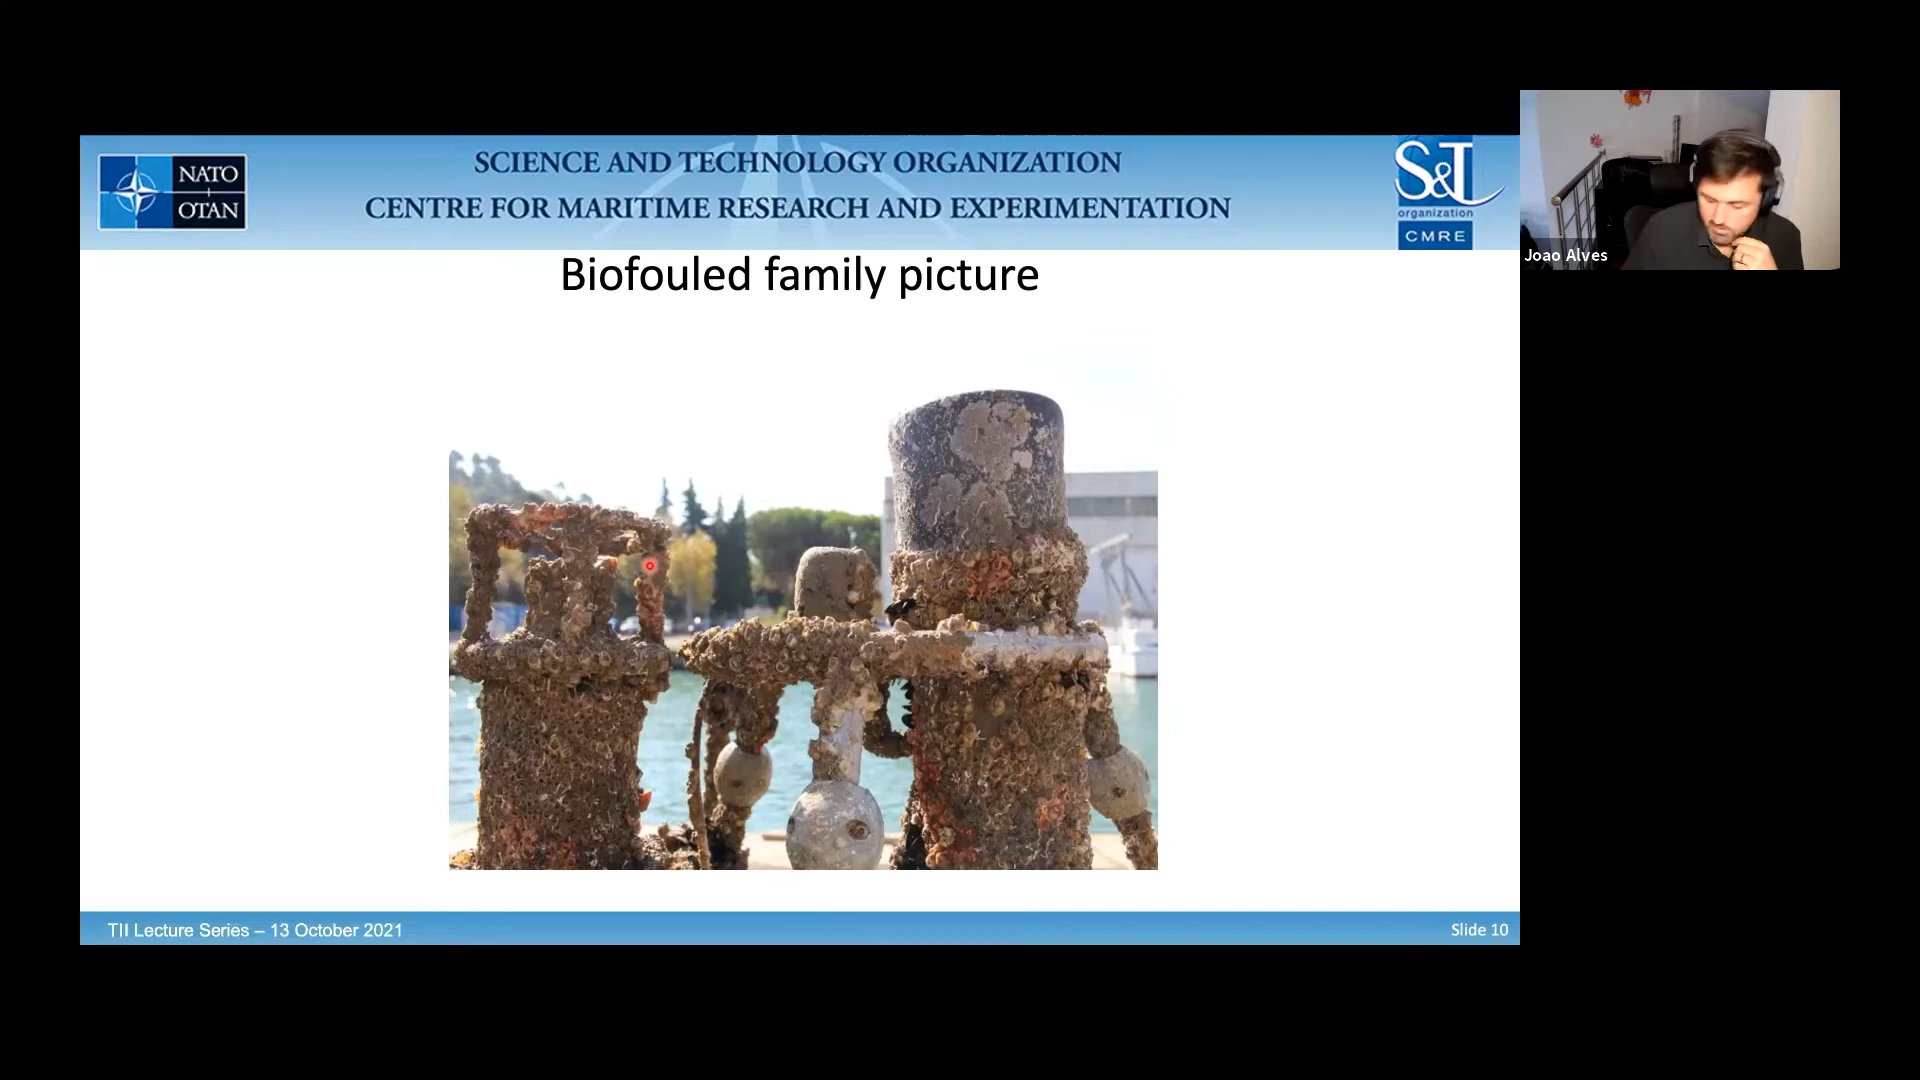 NATO
OTAN
SCIENCE AND TECHNOLOGY ORGANIZATION
CENTRE FOR MARITIME RESEARCH AND EXPERIMENTATION
S&T
organization
CMRE
Joao Alves
Biofouled family picture
TII Lecture Series – 13 October 2021
Slide 10